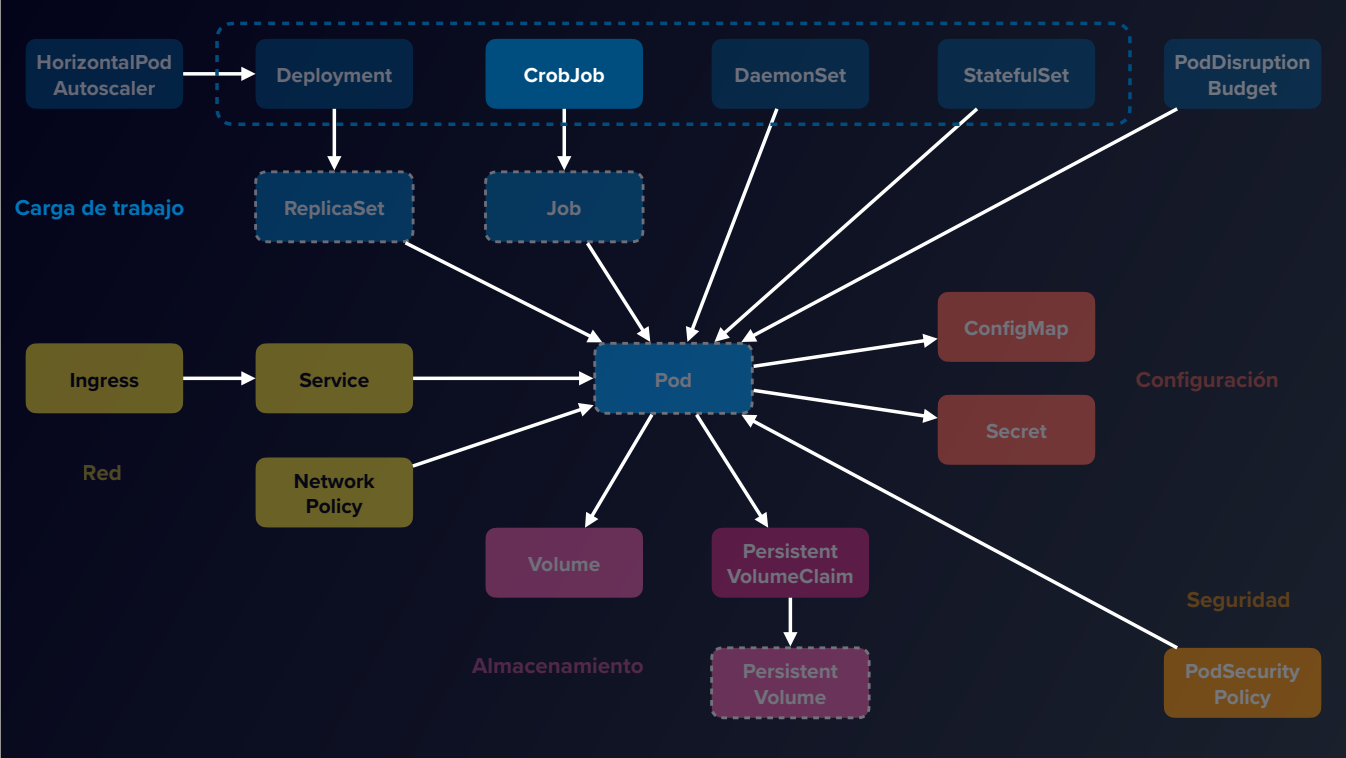 HorizontalPod
Autoscaler
Deployment
CrobJob
DaemonSet
StatefulSet
PodDisruption
Budget
Carga de trabajo
ReplicaSet
Job
ConfigMap
Ingress
Service
Pod
Configuración
Secret
Red
Network
Policy
Volume
Persistent
VolumeClaim
Seguridad
Almacenamiento
Persistent
Volume
PodSecurity
Policy